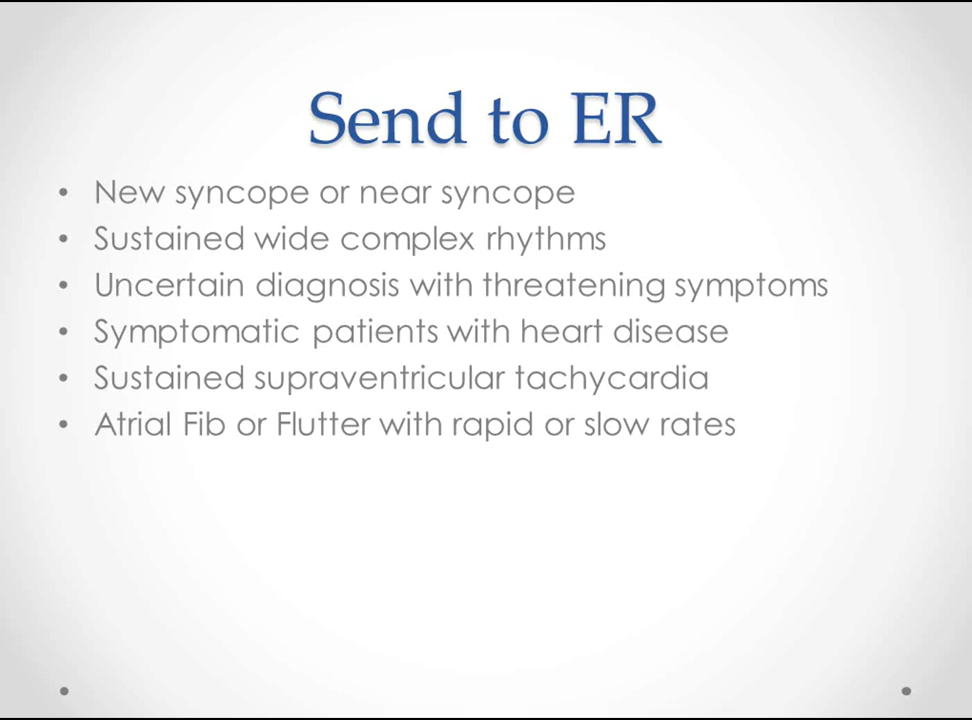 Send to ER
• New syncope or near syncope
• Sustained wide complex rhythms
• Uncertain diagnosis with threatening symptoms
• Symptomatic patients with heart disease
• Sustained supraventricular tachycardia
• Atrial Fib or Flutter with rapid or slow rates